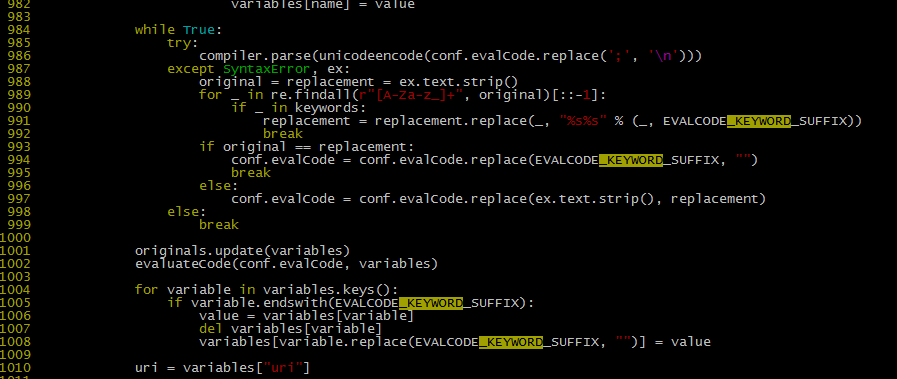 982                         variables[name] = value
983
984             while True:
985                 try:
986                     compiler.parse(unicodeencode(conf.evalCode.replace(';', '\n')))
987                 except SyntaxError, ex:
988                     original = replacement = ex.text.strip()
989                     for _ in re.findall(r"[A-Za-z_]+", original)[::-1]:
990                         if _ in keywords:
991                             replacement = replacement.replace(_, "%s%s" % (_, EVALCODE_KEYWORD_SUFFIX))
992                             break
993                     if original == replacement:
994                         conf.evalCode = conf.evalCode.replace(EVALCODE_KEYWORD_SUFFIX, "")
995                         break
996                     else:
997                         conf.evalCode = conf.evalCode.replace(ex.text.strip(), replacement)
998                 else:
999                     break
1000
1001             originals.update(variables)
1002             evaluateCode(conf.evalCode, variables)
1003
1004             for variable in variables.keys():
1005                 if variable.endswith(EVALCODE_KEYWORD_SUFFIX):
1006                     value = variables[variable]
1007                     del variables[variable]
1008                     variables[variable.replace(EVALCODE_KEYWORD_SUFFIX, "")] = value
1009
1010             uri = variables["uri"]
1011